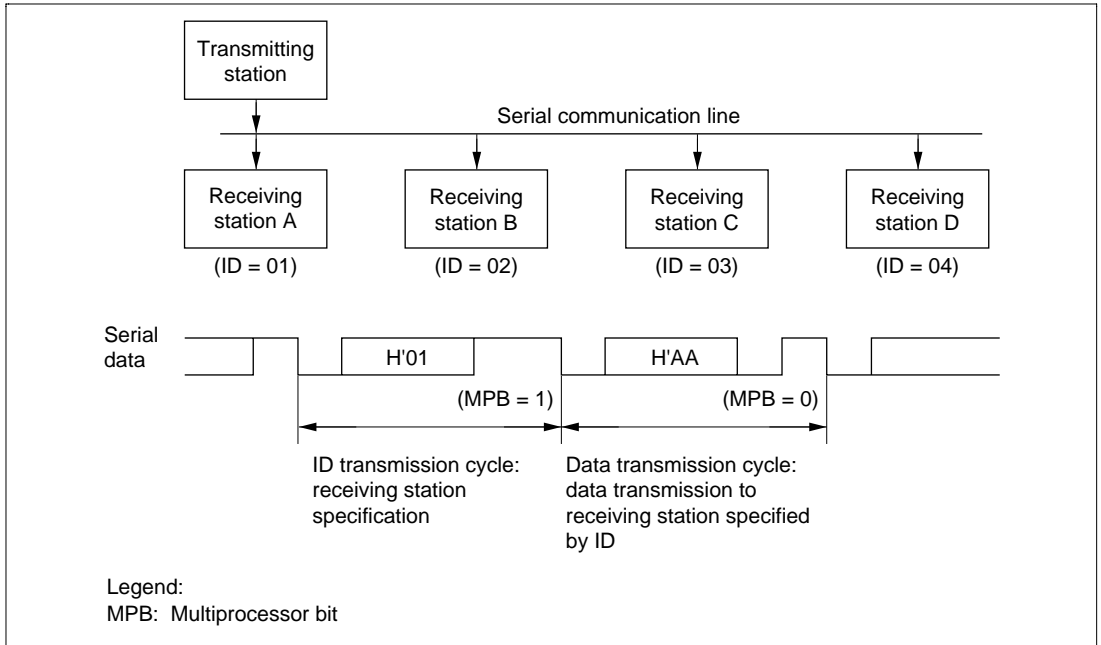 Transmitting
station
Serial communication line
Receiving
station A
Receiving
station B
Receiving
station C
Receiving
station D
(ID = 01)
(ID = 02)
(ID = 03)
(ID = 04)
Serial
data
H'01
H'AA
(MPB = 1)
(MPB = 0)
ID transmission cycle:
receiving station
specification
Data transmission cycle:
data transmission to
receiving station specified
by ID
Legend:
MPB: Multiprocessor bit